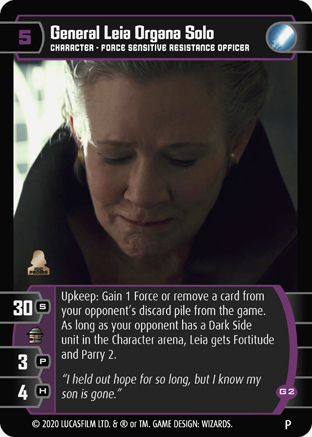 5
General Leia Organa Solo
CHARACTER - FORCE SENSITIVE RESISTANCE OFFICER
30 S
3 P
4 H
Upkeep: Gain 1 Force or remove a card from
your opponent's discard pile from the game.
As long as your opponent has a Dark Side
unit in the Character arena, Leia gets Fortitude
and Parry 2.
"I held out hope for so long, but I know my
son is gone."
G2
© 2020 LUCASFILM LTD. & ® or TM. GAME DESIGN: WIZARDS.
P